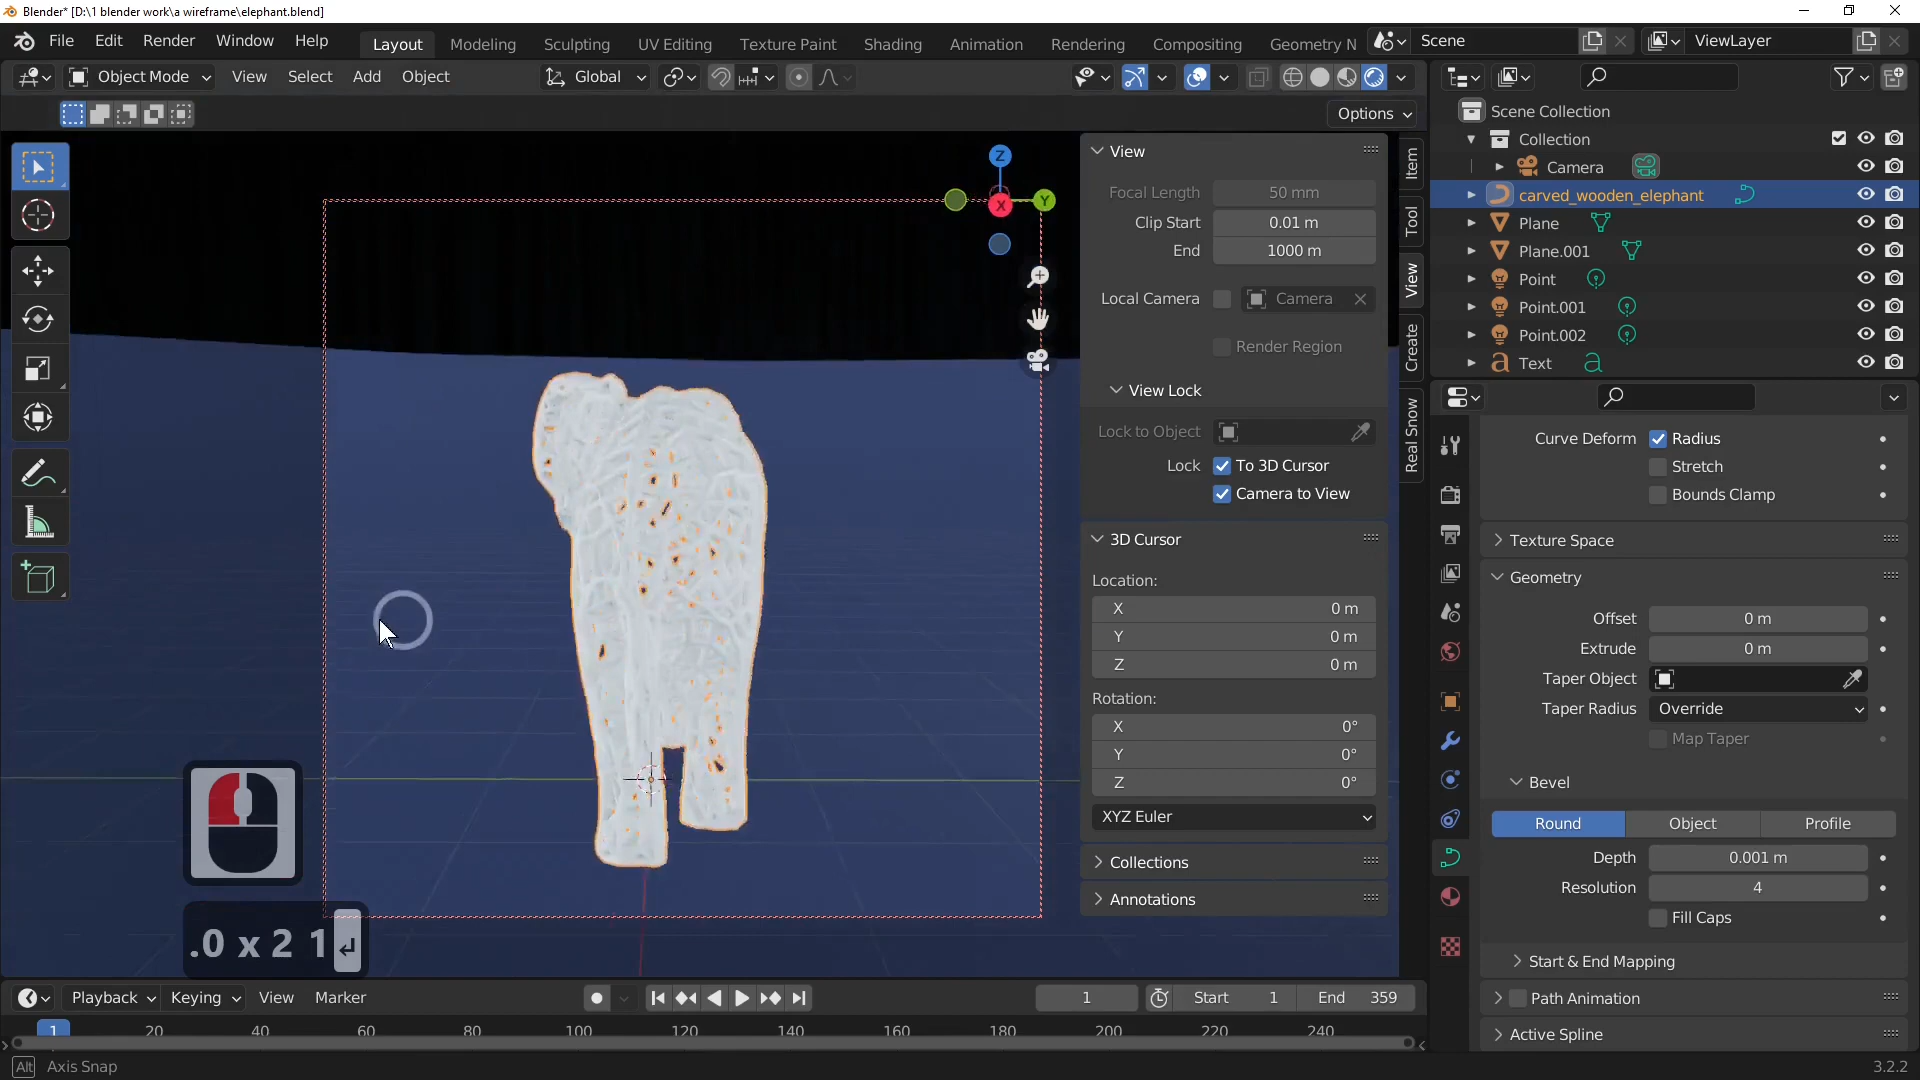 Blender* [D:\1 blender work\a wireframe\elephant.blend]
File Edit Render Window Help Layout Modeling Sculpting UV Editing Texture Paint Shading Animation Rendering Compositing Geometry N Scene ViewLayer
Object Mode View Select Add Object Global
Options
Z
Y
X
View
Focal Length 50 mm
Clip Start 0.01 m
End 1000 m
Local Camera Camera
Render Region
View Lock
Lock to Object
Lock To 3D Cursor
Camera to View
3D Cursor
Location:
X 0 m
Y 0 m
Z 0 m
Rotation:
X 0°
Y 0°
Z 0°
XYZ Euler
Collections
Annotations
Item
Tool
View
Create
Real Snow
Scene Collection
Collection
Camera
carved_wooden_elephant
Plane
Plane.001
Point
Point.001
Point.002
Text
Curve Deform Radius
Stretch
Bounds Clamp
Texture Space
Geometry
Offset 0 m
Extrude 0 m
Taper Object
Taper Radius Override
Map Taper
Bevel
Round Object Profile
Depth 0.001 m
Resolution 4
Fill Caps
Start & End Mapping
Path Animation
Active Spline
.0 x 2 1
Playback Keying View Marker 1 Start 1 End 359
1 20 40 60 80 100 120 140 160 180 200 220 240
Alt Axis Snap 3.2.2